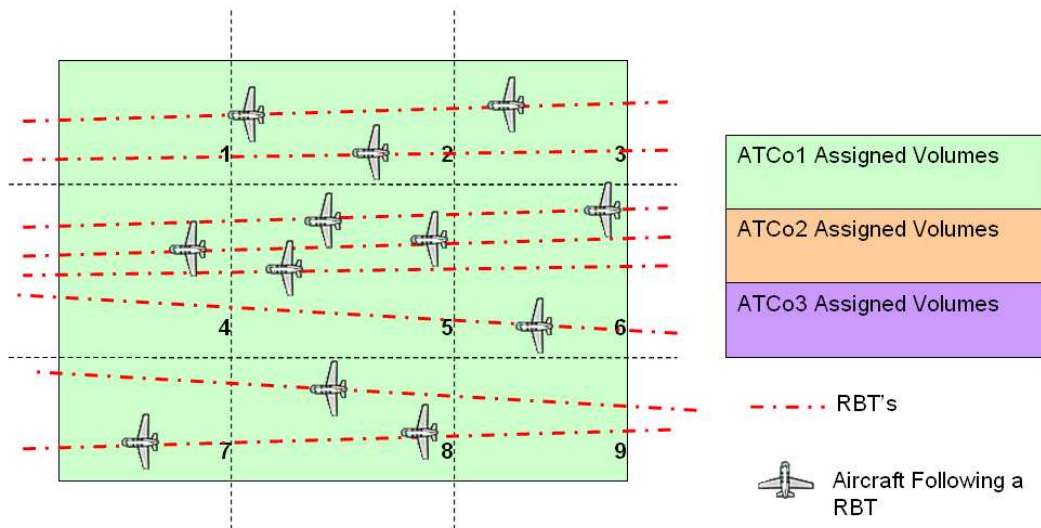 1 2 3
4 5 6
7 8 9
ATCo1 Assigned Volumes
ATCo2 Assigned Volumes
ATCo3 Assigned Volumes
RBT's
Aircraft Following a
RBT